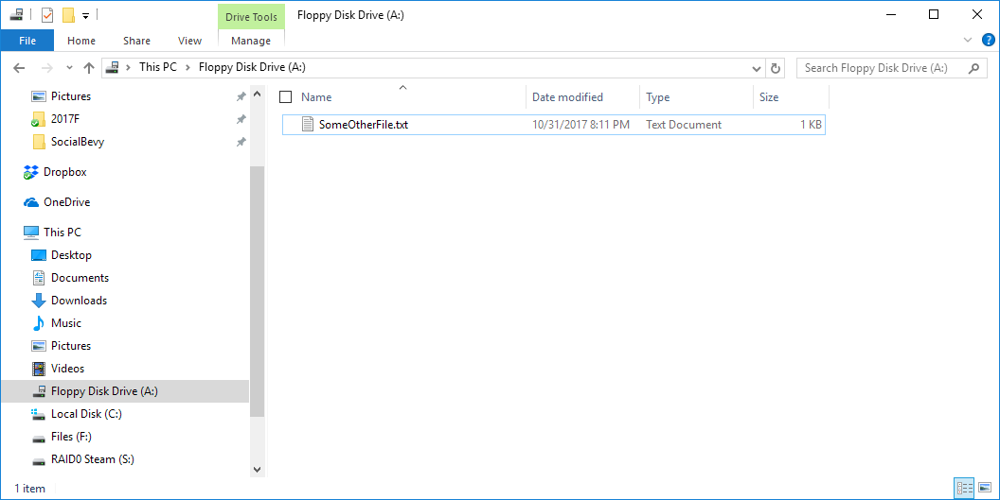 Drive Tools
Floppy Disk Drive (A:)
File
Home
Share
View
Manage
This PC
Floppy Disk Drive (A:)
Search Floppy Disk Drive (A:)
Pictures
2017F
SocialBevy
Dropbox
OneDrive
This PC
Desktop
Documents
Downloads
Music
Pictures
Videos
Floppy Disk Drive (A:)
Local Disk (C:)
Files (F:)
RAID0 Steam (S:)
Name
Date modified
Type
Size
SomeOtherFile.txt
10/31/2017 8:11 PM
Text Document
1 KB
1 item